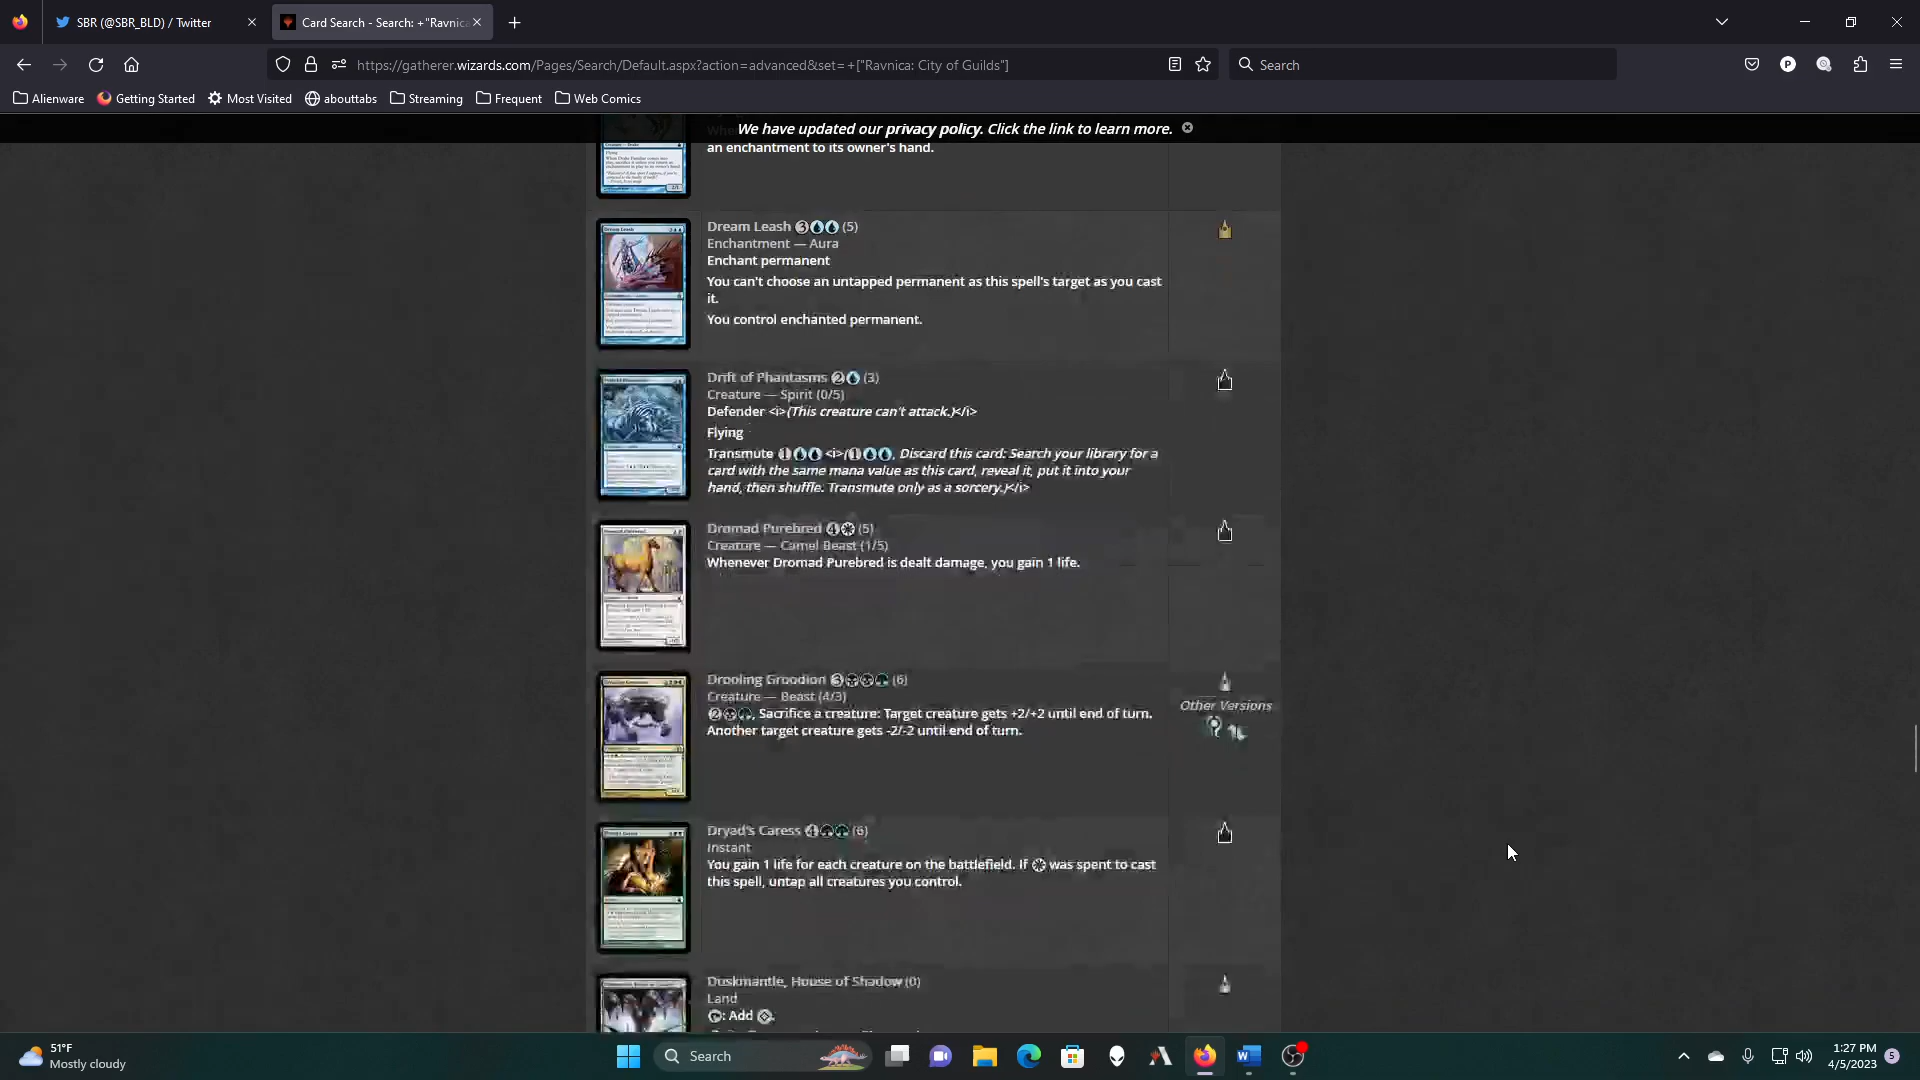 SBR (@SBR_BLD) / Twitter
Card Search - Search: +"Ravnica
https://gatherer.wizards.com/Pages/Search/Default.aspx?action=advanced&set=+["Ravnica: City of Guilds"]
Search
Alienware
Getting Started
Most Visited
abouttabs
Streaming
Frequent
Web Comics
We have updated our privacy policy. Click the link to learn more.
an enchantment to its owner's hand.
Dream Leash 3 (5)
Enchantment — Aura
Enchant permanent
You can't choose an untapped permanent as this spell's target as you cast
it.
You control enchanted permanent.
Drift of Phantasms 2 (3)
Creature — Spirit (0/5)
Defender <i>(This creature can't attack.)</i>
Flying
Transmute 1 <i>(1, Discard this card: Search your library for a
card with the same mana value as this card, reveal it, put it into your
hand, then shuffle. Transmute only as a sorcery.)</i>
Dromad Purebred 4 (5)
Creature — Camel Beast (1/5)
Whenever Dromad Purebred is dealt damage, you gain 1 life.
Drooling Groodion 3 (6)
Creature — Beast (4/3)
2, Sacrifice a creature: Target creature gets +2/+2 until end of turn.
Another target creature gets -2/-2 until end of turn.
Other Versions
Dryad's Caress 4 (6)
Instant
You gain 1 life for each creature on the battlefield. If was spent to cast
this spell, untap all creatures you control.
Duskmantle, House of Shadow (0)
Land
: Add .
51°F
Mostly cloudy
Search
1:27 PM
4/5/2023
5